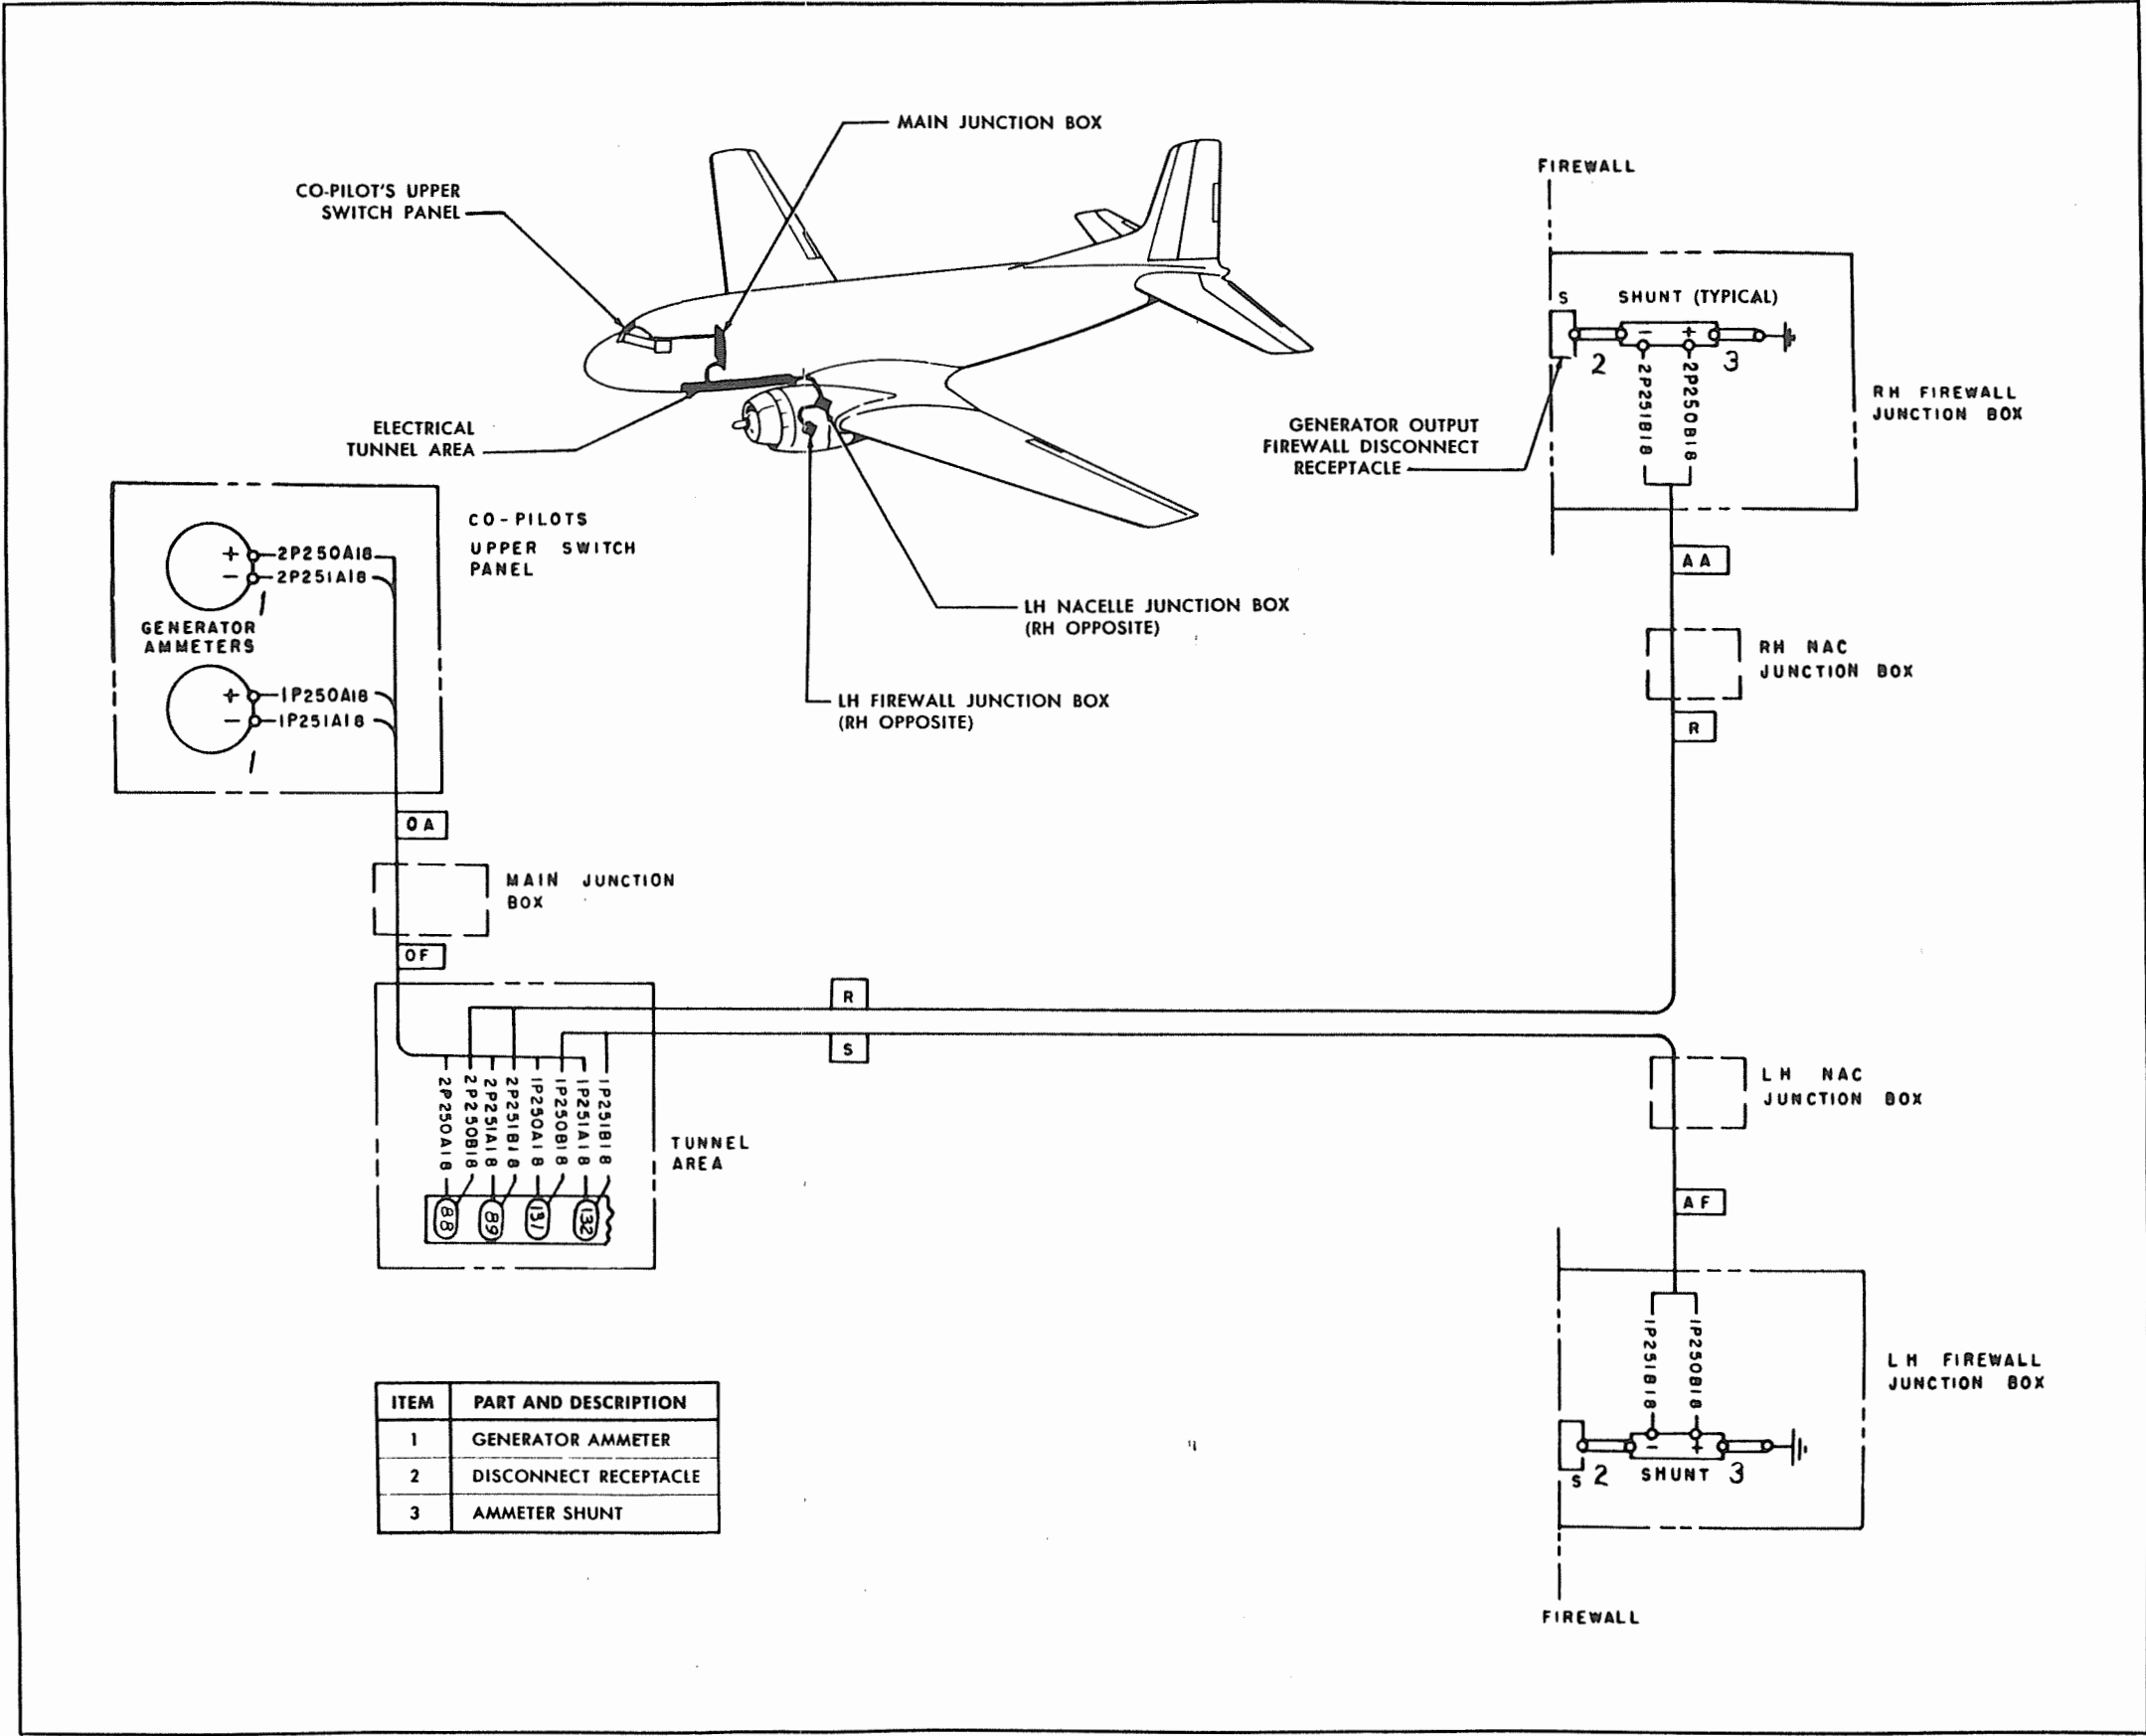 MAIN JUNCTION BOX
CO-PILOT'S UPPER
SWITCH PANEL
ELECTRICAL
TUNNEL AREA
LH NACELLE JUNCTION BOX
(RH OPPOSITE)
LH FIREWALL JUNCTION BOX
(RH OPPOSITE)
FIREWALL
S
SHUNT (TYPICAL)
- +
2
3
2P251B18
2P250B18
RH FIREWALL
JUNCTION BOX
GENERATOR OUTPUT
FIREWALL DISCONNECT
RECEPTACLE
AA
RH NAC
JUNCTION BOX
R
CO-PILOTS
UPPER SWITCH
PANEL
+ 2P250A18
- 2P251A18
1
GENERATOR
AMMETERS
+ 1P250A18
- 1P251A18
1
OA
MAIN JUNCTION
BOX
OF
R
S
2P250A18
2P250B18
2P251A18
2P251B18
1P250A18
1P250B18
1P251A18
1P251B18
88
89
131
132
TUNNEL
AREA
LH NAC
JUNCTION BOX
AF
1P251B18
1P250B18
LH FIREWALL
JUNCTION BOX
- +
S 2 SHUNT 3
FIREWALL
ITEM PART AND DESCRIPTION
1 GENERATOR AMMETER
2 DISCONNECT RECEPTACLE
3 AMMETER SHUNT